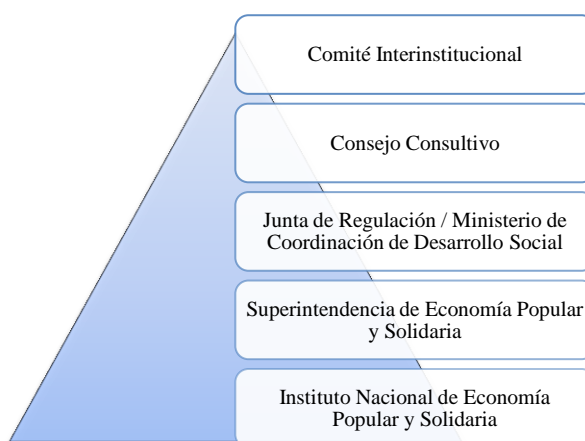 Comité Interinstitucional
Consejo Consultivo
Junta de Regulación / Ministerio de
Coordinación de Desarrollo Social
Superintendencia de Economía Popular
y Solidaria
Instituto Nacional de Economía
Popular y Solidaria